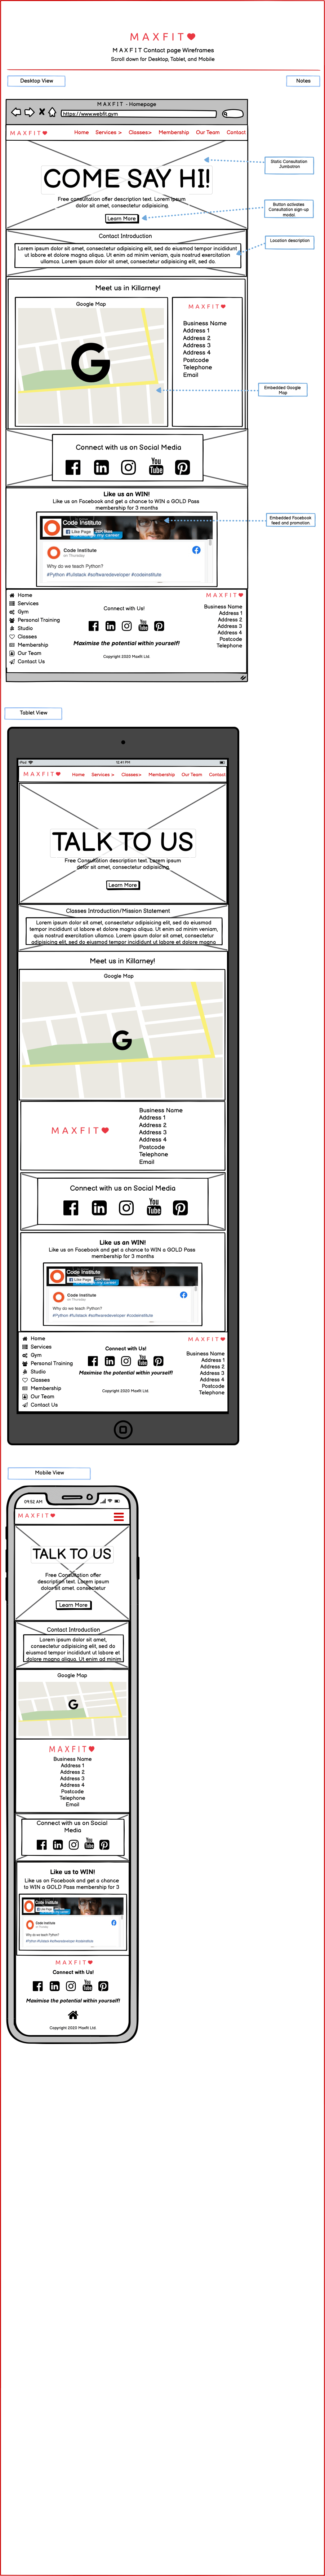 MAXFIT
MAXFIT Contact page Wireframes
Scroll down for Desktop, Tablet, and Mobile
Desktop View
Notes
MAXFIT - Homepage
https://www.webfit.gym
MAXFIT
Home Services > Classes> Membership Our Team Contact
COME SAY HI!
Free consultation offer description text. Lorem ipsum
dolor sit amet, consectetur adipisicing.
Learn More
Static Consultation
Jumbotron
Button activates
Consultation sign-up
modal
Contact Introduction
Lorem ipsum dolor sit amet, consectetur adipisicing elit, sed do eiusmod tempor incididunt
ut labore et dolore magna aliqua. Ut enim ad minim veniam, quis nostrud exercitation
ullamco. Lorem ipsum dolor sit amet, consectetur adipisicing elit, sed do.
Location description
Meet us in Killarney!
Google Map
MAXFIT
Business Name
Address 1
Address 2
Address 3
Address 4
Postcode
Telephone
Email
Embedded Google
Map
Connect with us on Social Media
Like us an WIN!
Like us on Facebook and get a chance to WIN a GOLD Pass
membership for 3 months
Code Institute
Like Page
Code Institute
Why do we teach Python?
#Python #fullstack #softwaredeveloper #codeinstitute
Embedded Facebook
feed and promotion
Home
Services
Gym
Personal Training
Studio
Classes
Membership
Our Team
Contact Us
Connect with Us!
Maximise the potential within yourself!
Copyright 2020 Maxfit Ltd.
MAXFIT
Business Name
Address 1
Address 2
Address 3
Address 4
Postcode
Telephone
Tablet View
iPad
12:41 PM
MAXFIT
Home Services > Classes> Membership Our Team Contact
TALK TO US
Free Consultation description text. Lorem ipsum
dolor sit amet, consectetur adipisicing
Learn More
Classes Introduction/Mission Statement
Lorem ipsum dolor sit amet, consectetur adipisicing elit, sed do eiusmod
tempor incididunt ut labore et dolore magna aliqua. Ut enim ad minim veniam,
quis nostrud exercitation ullamco. Lorem ipsum dolor sit amet, consectetur
adipisicing elit, sed do eiusmod tempor incididunt ut labore et dolore magna
Meet us in Killarney!
Google Map
MAXFIT
Business Name
Address 1
Address 2
Address 3
Address 4
Postcode
Telephone
Email
Connect with us on Social Media
Like us an WIN!
Like us on Facebook and get a chance to WIN a GOLD Pass
membership for 3 months
Code Institute
Like Page
Code Institute
Why do we teach Python?
#Python #fullstack #softwaredeveloper #codeinstitute
Home
Services
Gym
Personal Training
Studio
Classes
Membership
Our Team
Contact Us
Connect with Us!
Maximise the potential within yourself!
Copyright 2020 Maxfit Ltd.
MAXFIT
Business Name
Address 1
Address 2
Address 3
Address 4
Postcode
Telephone
Mobile View
09:52 AM
MAXFIT
TALK TO US
Free Consultation offer
description text. Lorem ipsum
dolor sit amet, consectetur
Learn More
Contact Introduction
Lorem ipsum dolor sit amet,
consectetur adipisicing elit, sed do
eiusmod tempor incididunt ut labore et
dolore magna aliqua. Ut enim ad minim
Google Map
MAXFIT
Business Name
Address 1
Address 2
Address 3
Address 4
Postcode
Telephone
Email
Connect with us on Social
Media
Like us to WIN!
Like us on Facebook and get a chance
to WIN a GOLD Pass membership for 3
Code Institute
Like Page
Code Institute
Why do we teach Python?
#Python #fullstack #softwaredeveloper #codeinstitute
MAXFIT
Connect with Us!
Maximise the potential within yourself!
Copyright 2020 Maxfit Ltd.